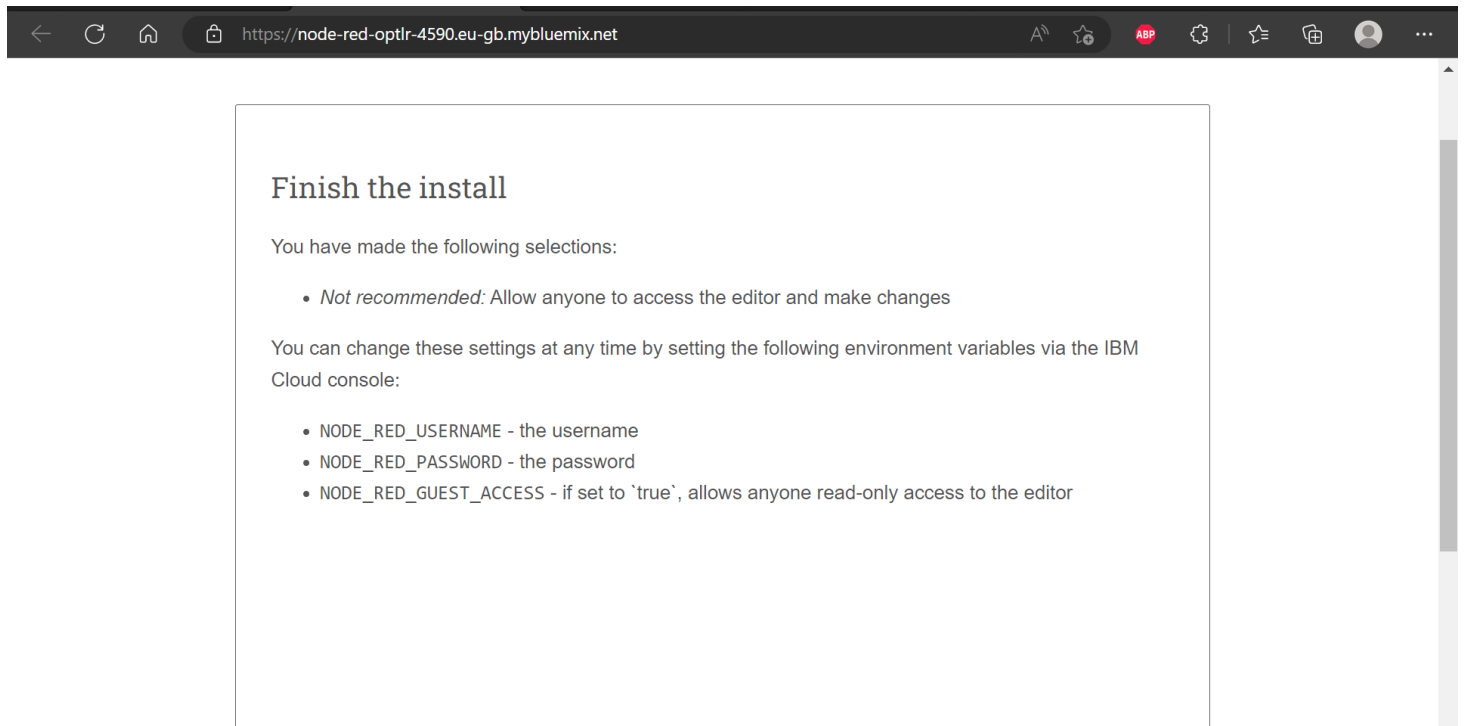 https://node-red-optlr-4590.eu-gb.mybluemix.net
A
ABP
Finish the install
You have made the following selections:
• Not recommended: Allow anyone to access the editor and make changes
You can change these settings at any time by setting the following environment variables via the IBM
Cloud console:
• NODE_RED_USERNAME - the username
• NODE_RED_PASSWORD - the password
• NODE_RED_GUEST_ACCESS - if set to `true`, allows anyone read-only access to the editor